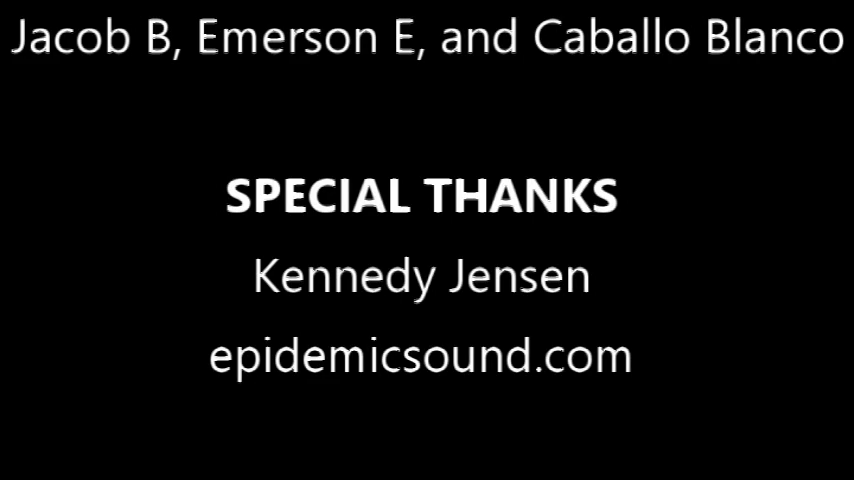 Jacob B, Emerson E, and Caballo Blanco
SPECIAL THANKS
Kennedy Jensen
epidemicsound.com